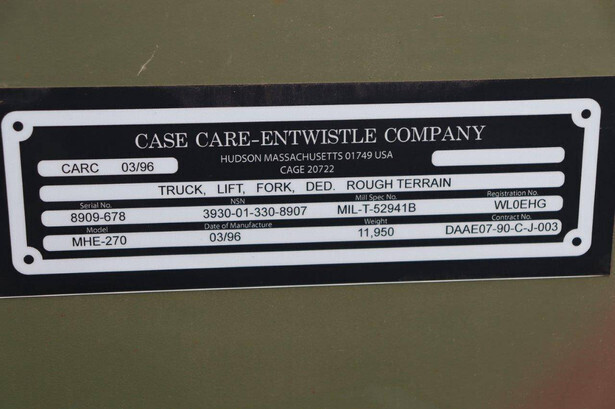 CASE CARE-ENTWISTLE COMPANY
HUDSON MASSACHUSETTS 01749 USA
CARC 03/96
CAGE 20722
TRUCK, LIFT, FORK, DED. ROUGH TERRAIN
Serial No. NSN Mil Spec No. Registration No.
8909-678 3930-01-330-8907 MIL-T-52941B WL0EHG
Model Date of Manufacture Weight Contract No.
MHE-270 03/96 11,950 DAAE07-90-C-J-003